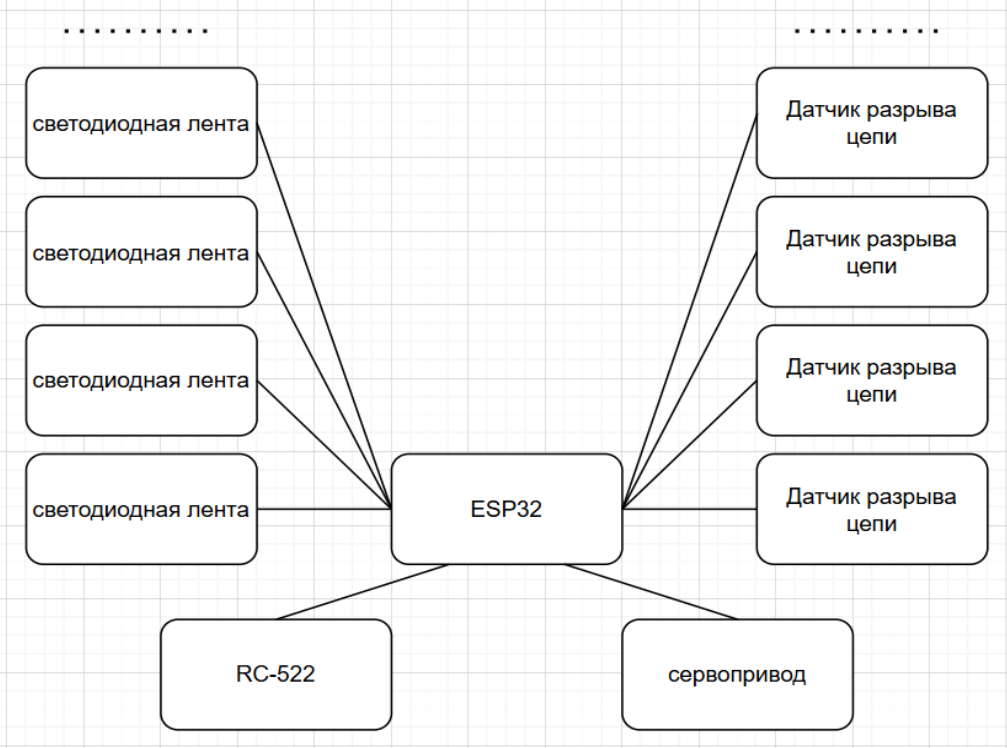 светодиодная лента
Датчик разрыва
цепи
светодиодная лента
Датчик разрыва
цепи
светодиодная лента
Датчик разрыва
цепи
светодиодная лента
ESP32
Датчик разрыва
цепи
RC-522
сервопривод